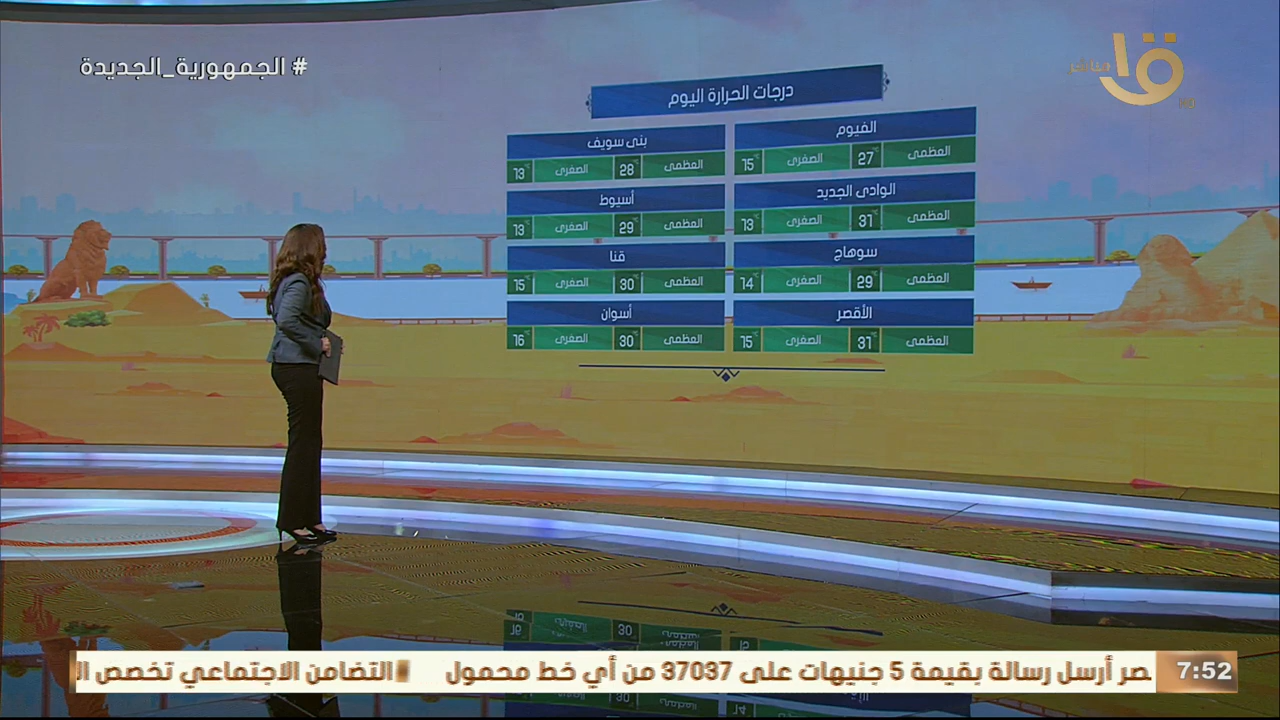 # الجمهورية_الجديدة
مباشر
HD
درجات الحرارة اليوم
الفيوم
العظمى 27 الصغرى 15
بنى سويف
العظمى 28 الصغرى 13
الوادى الجديد
العظمى 31 الصغرى 13
أسيوط
العظمى 29 الصغرى 13
سوهاج
العظمى 29 الصغرى 14
قنا
العظمى 30 الصغرى 15
الأقصر
العظمى 31 الصغرى 15
أسوان
العظمى 30 الصغرى 16
7:52 صر أرسل رسالة بقيمة 5 جنيهات على 37037 من أي خط محمول التضامن الاجتماعي تخصص ال